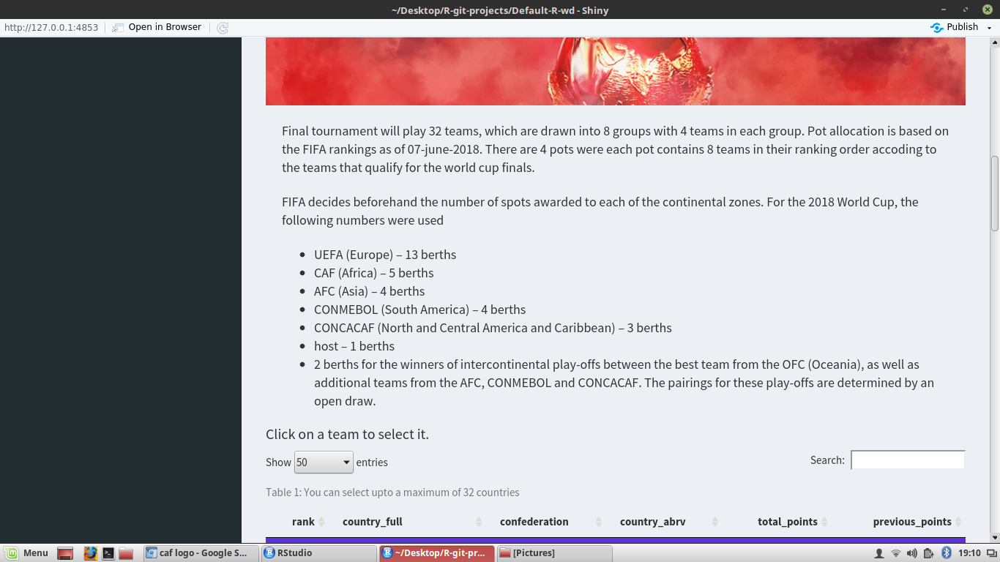 ~/Desktop/R-git-projects/Default-R-wd - Shiny
http://127.0.0.1:4853
Open in Browser
Publish
Final tournament will play 32 teams, which are drawn into 8 groups with 4 teams in each group. Pot allocation is based on
the FIFA rankings as of 07-june-2018. There are 4 pots were each pot contains 8 teams in their ranking order accoding to
the teams that qualify for the world cup finals.
FIFA decides beforehand the number of spots awarded to each of the continental zones. For the 2018 World Cup, the
following numbers were used
• UEFA (Europe) – 13 berths
• CAF (Africa) – 5 berths
• AFC (Asia) – 4 berths
• CONMEBOL (South America) – 4 berths
• CONCACAF (North and Central America and Caribbean) – 3 berths
• host – 1 berths
• 2 berths for the winners of intercontinental play-offs between the best team from the OFC (Oceania), as well as
additional teams from the AFC, CONMEBOL and CONCACAF. The pairings for these play-offs are determined by an
open draw.
Click on a team to select it.
Show 50 entries
Search:
Table 1: You can select upto a maximum of 32 countries
rank country_full confederation country_abrv total_points previous_points
Menu
caf logo - Google S...
RStudio
~/Desktop/R-git-pr...
[Pictures]
19:10